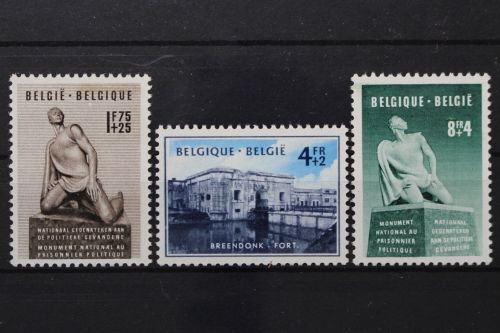 BELGIË · BELGIQUE
1F75
+25
NATIONAAL GEDENKTEKEN AAN
DE POLITIEKE GEVANGENE
MONUMENT NATIONAL AU
PRISONNIER POLITIQUE
BELGIQUE · BELGIË
4FR
+2
BREENDONK · FORT.
BELGIË · BELGIQUE
8FR
+4
MONUMENT
NATIONAL AU
PRISONNIER
POLITIQUE
NATIONAAL
GEDENKTEKEN
AAN DE POLITIEKE
GEVANGENE